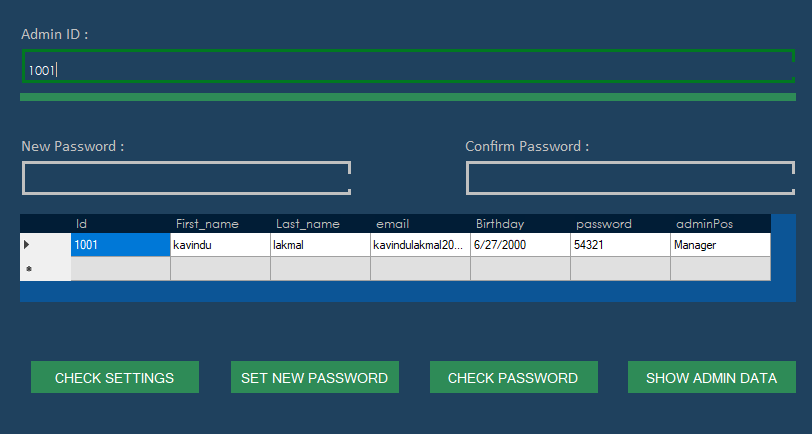 Admin ID :
1001
New Password :
Confirm Password :
Id First_name Last_name email Birthday password adminPos
1001 kavindu lakmal kavindulakmal20... 6/27/2000 54321 Manager
CHECK SETTINGS SET NEW PASSWORD CHECK PASSWORD SHOW ADMIN DATA